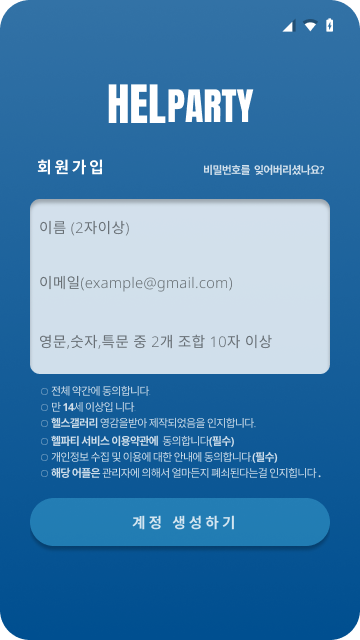 HELPARTY
회원가입 비밀번호를 잊어버리셨나요?
이름 (2자이상)
이메일(example@gmail.com)
영문,숫자,특문 중 2개 조합 10자 이상
전체 약간에 동의합니다
만 14세 이상입 니다
헬스갤러리 영감을받아 제작되었음을 인지합니다.
헬파티 서비스 이용약관에 동의합니다(필수)
개인정보 수집 및 이용에 대한 안내에 동의합니다.(필수)
해당 어플은 관리자에 의해서 얼마든지 폐쇠된다는걸 인지힙니다 .
계정 생성하기